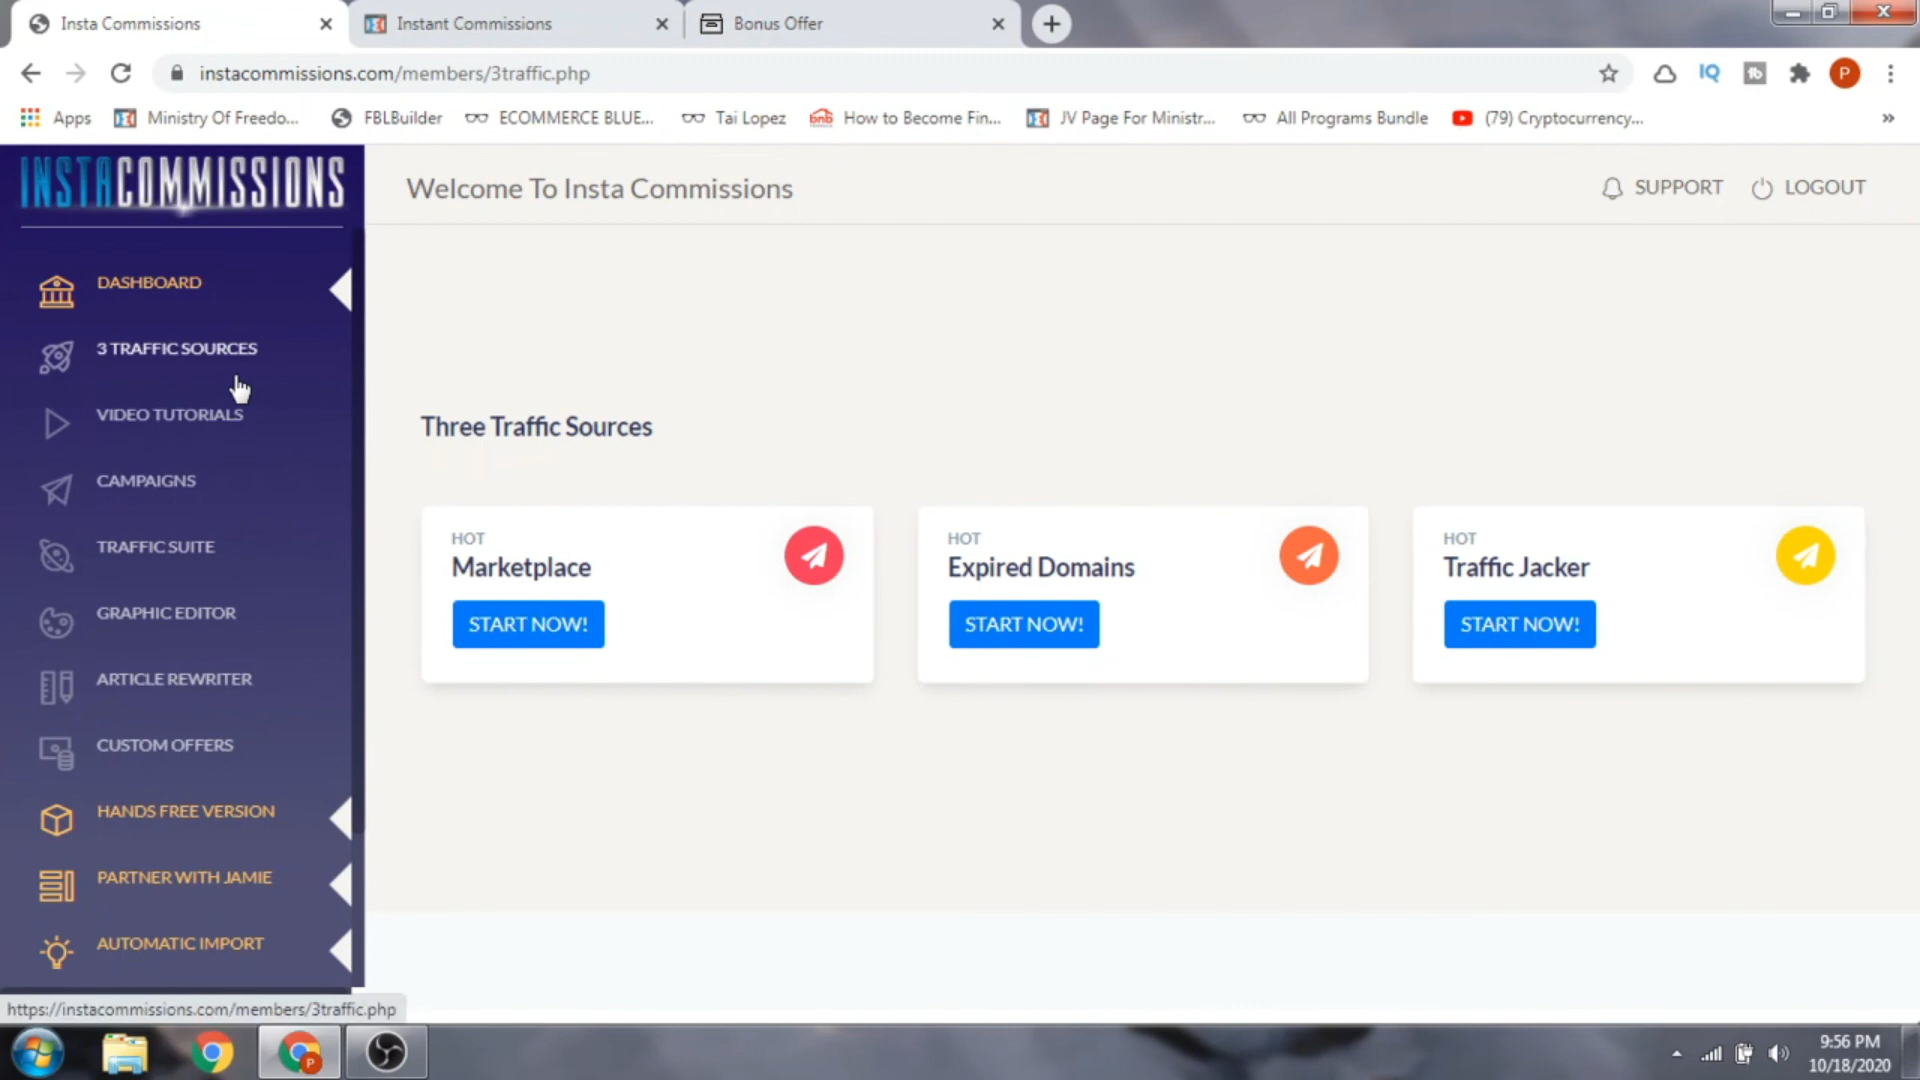 Insta Commissions
Instant Commissions
Bonus Offer
instacommissions.com/members/3traffic.php
IQ
tb
P
Apps
Ministry Of Freedo...
FBLBuilder
ECOMMERCE BLUE...
Tai Lopez
bnb
How to Become Fin...
JV Page For Ministr...
All Programs Bundle
(79) Cryptocurrency...
»
INSTACOMMISSIONS
Welcome To Insta Commissions
SUPPORT
LOGOUT
DASHBOARD
3 TRAFFIC SOURCES
VIDEO TUTORIALS
CAMPAIGNS
TRAFFIC SUITE
GRAPHIC EDITOR
ARTICLE REWRITER
CUSTOM OFFERS
HANDS FREE VERSION
PARTNER WITH JAMIE
AUTOMATIC IMPORT
Three Traffic Sources
HOT
Marketplace
START NOW!
HOT
Expired Domains
START NOW!
HOT
Traffic Jacker
START NOW!
https://instacommissions.com/members/3traffic.php
P
9:56 PM
10/18/2020